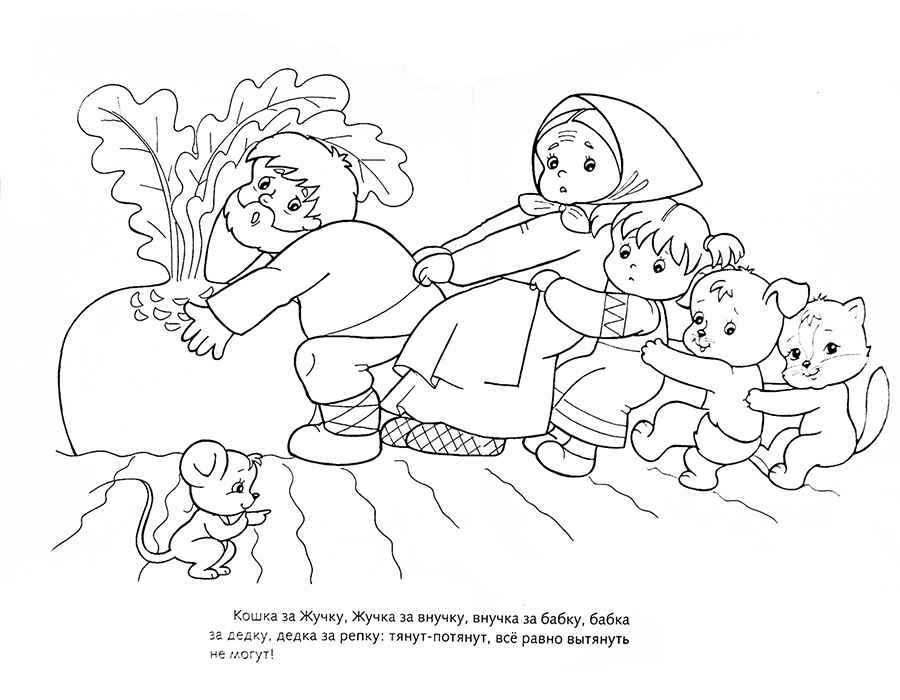 Кошка за Жучку, Жучка за внучку, внучка за бабку, бабка
за дедку, дедка за репку: тянут-потянут, всё равно вытянуть
не могут!